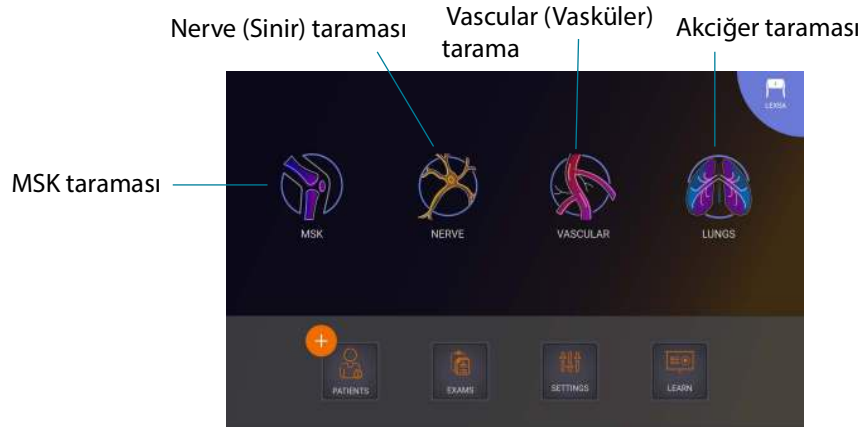 Nerve (Sinir) taraması
Vascular (Vasküler)
tarama
Akciğer taraması
MSK taraması
LEXSA
MSK
NERVE
VASCULAR
LUNGS
PATIENTS
EXAMS
SETTINGS
LEARN